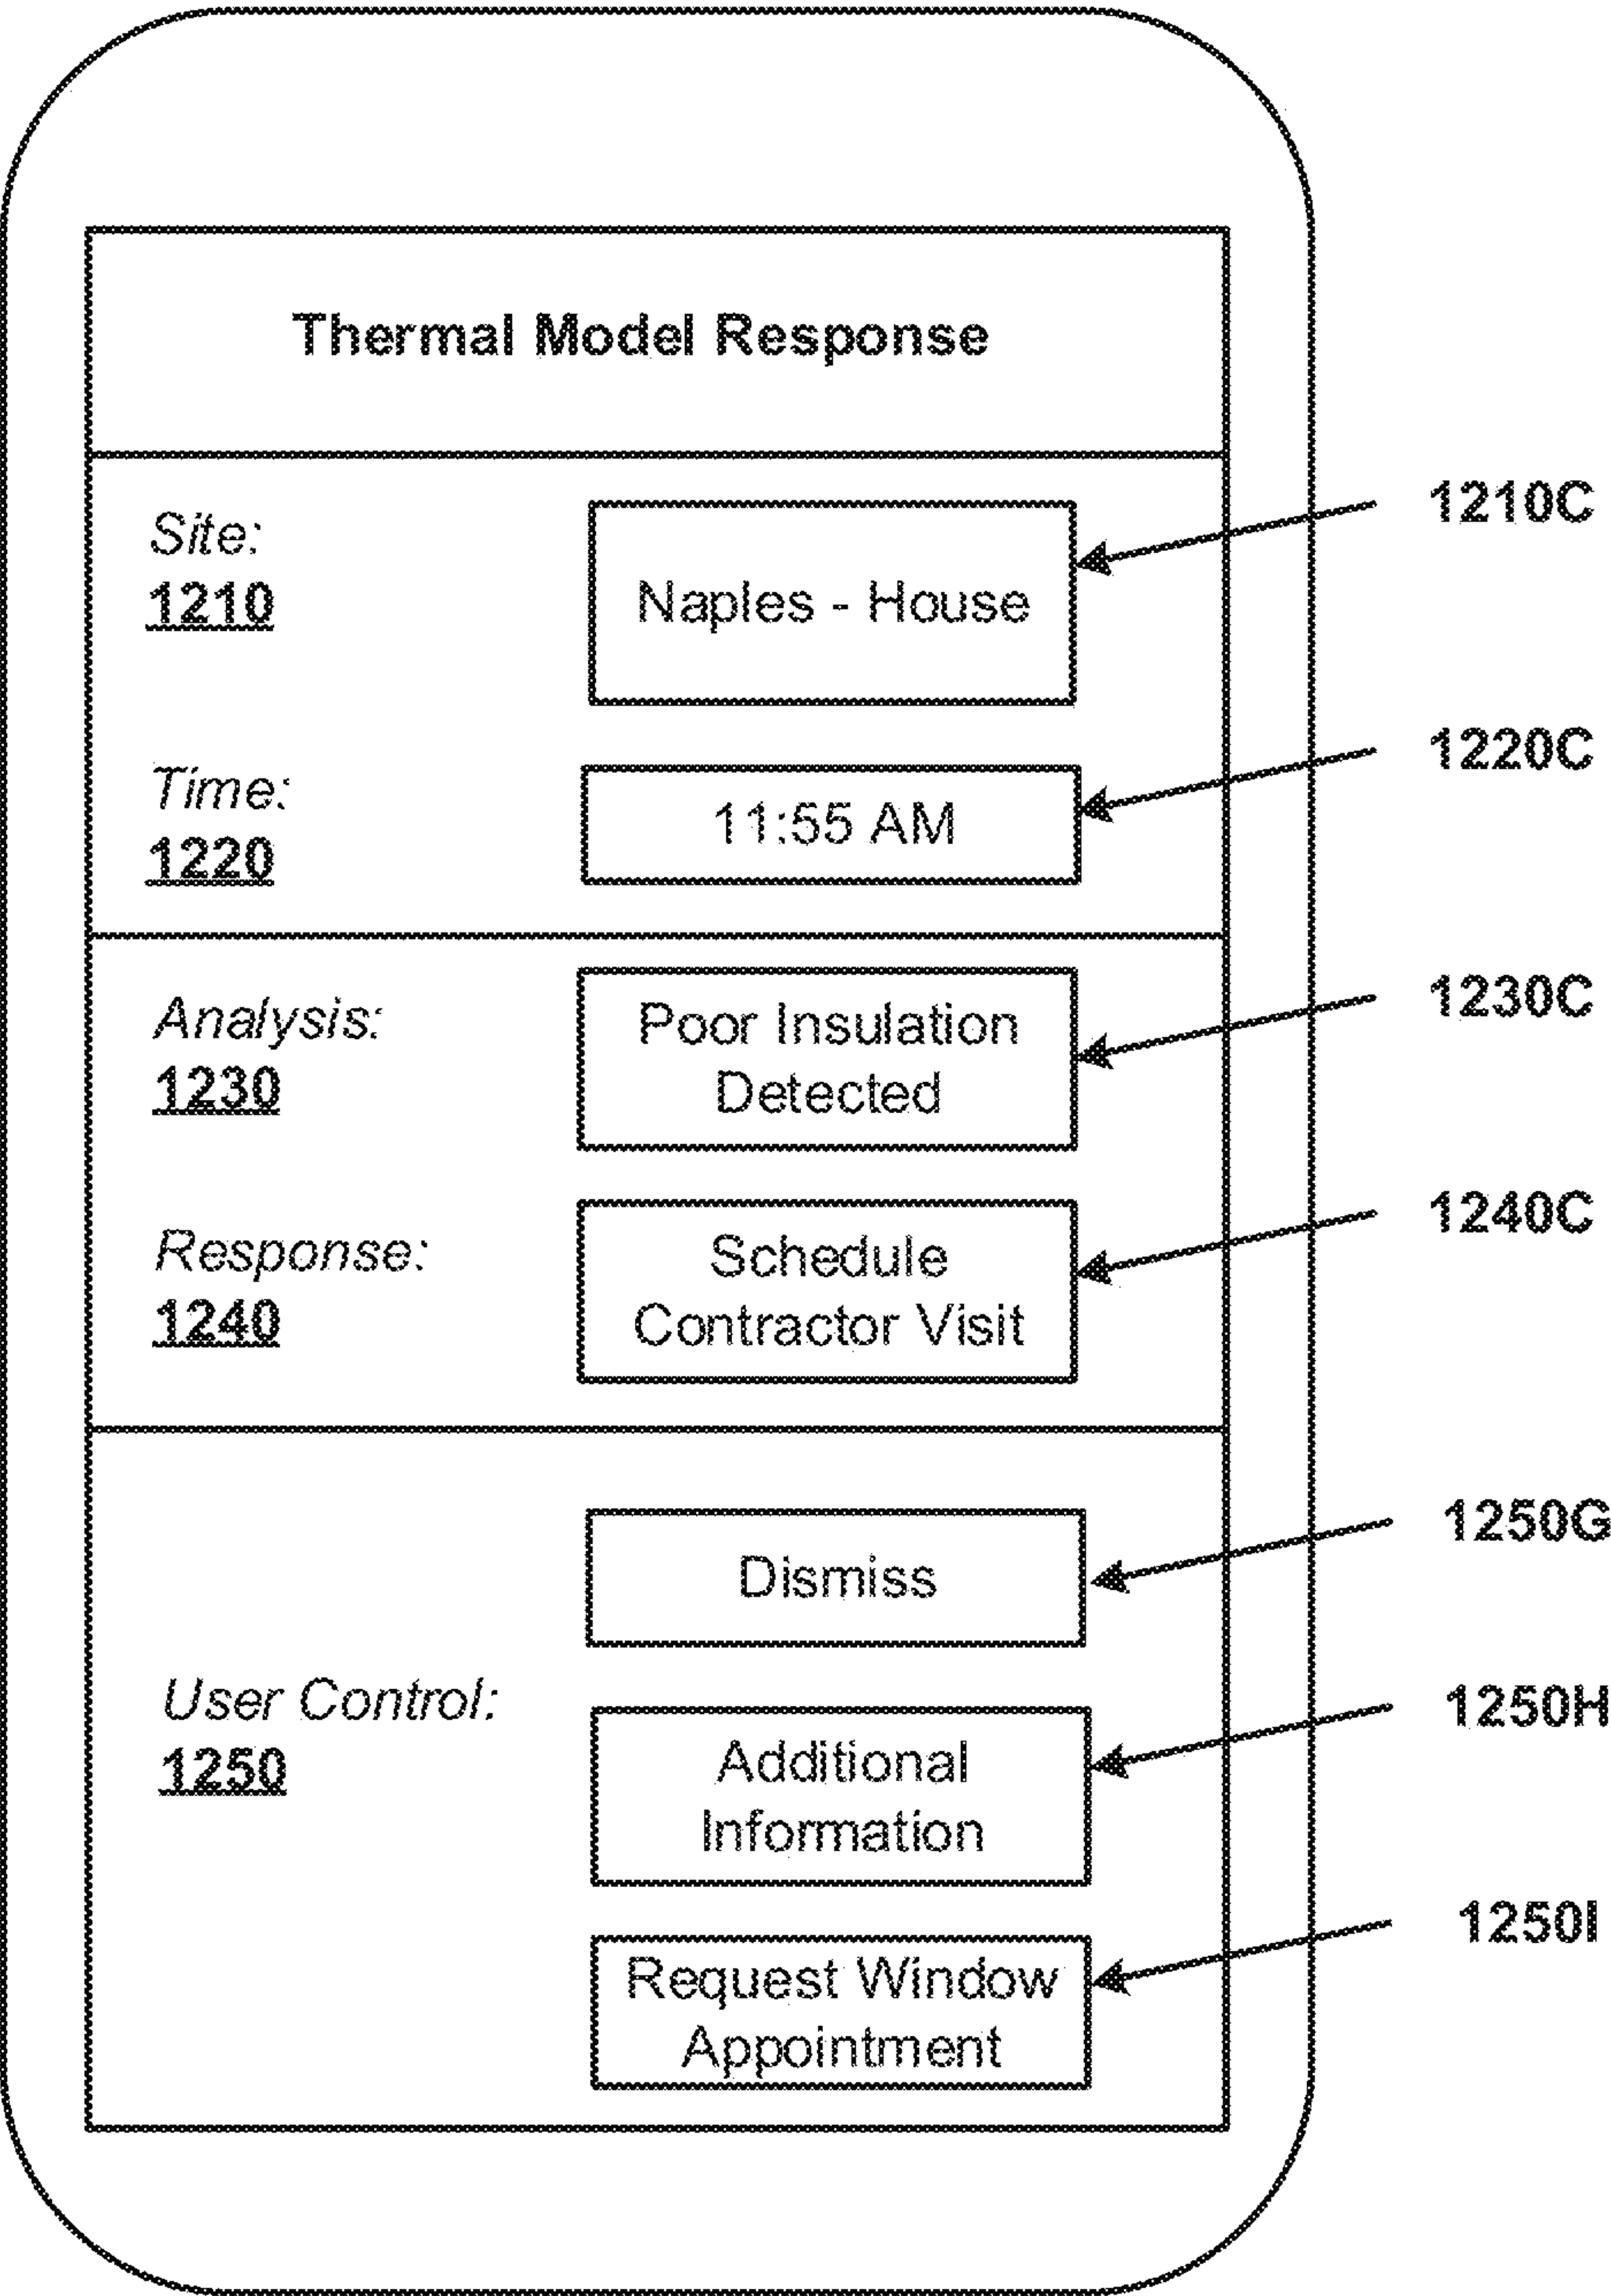 Thermal Model Response
Site:
1210
Naples - House
1210C
Time:
1220
11:55 AM
1220C
Analysis:
1230
Poor Insulation
Detected
1230C
Response:
1240
Schedule
Contractor Visit
1240C
User Control:
1250
Dismiss
1250G
Additional
Information
1250H
Request Window
Appointment
1250I